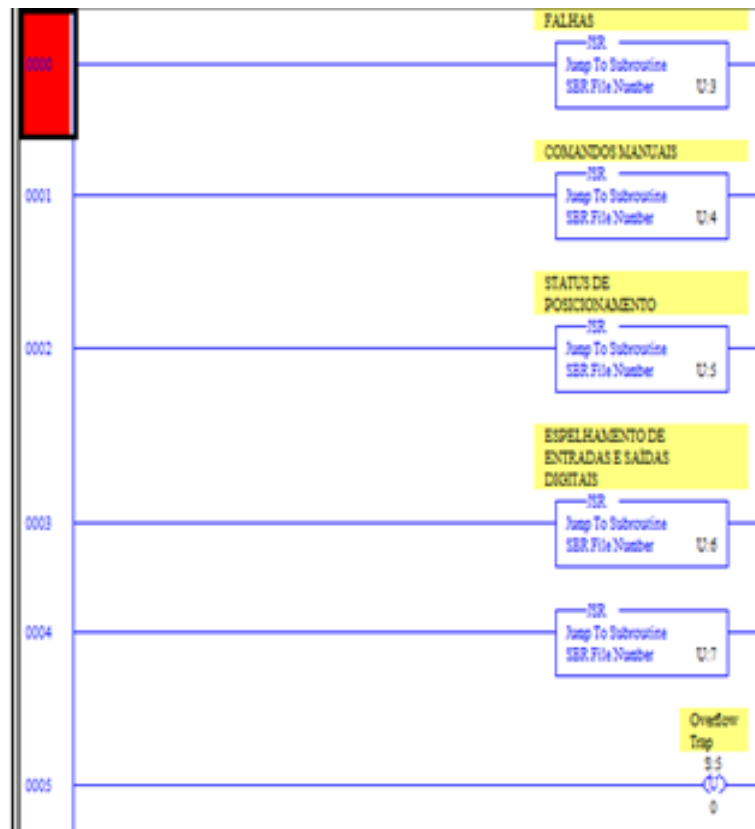 FALHAS
JSR
0000
Jump To Subroutine
SBR File Number U:3
COMANDOS MANUAIS
JSR
0001
Jump To Subroutine
SBR File Number U:4
STATUS DE
POSICIONAMENTO
JSR
0002
Jump To Subroutine
SBR File Number U:5
ESPELHAMENTO DE
ENTRADAS E SAÍDAS
DIGITAIS
JSR
0003
Jump To Subroutine
SBR File Number U:6
JSR
0004
Jump To Subroutine
SBR File Number U:7
Overflow
Trap
S:5
0005
U
0